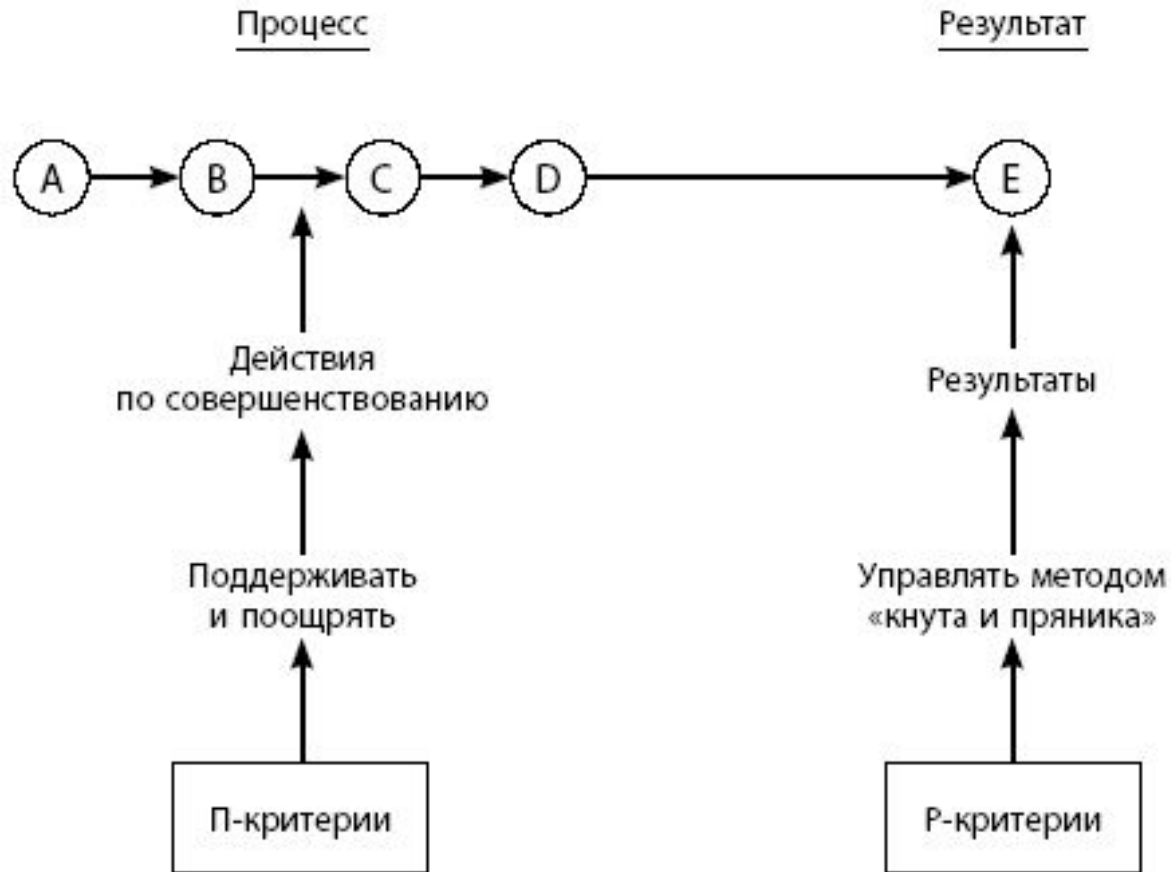 Процесс
Результат
A
B
C
D
E
Действия
по совершенствованию
Результаты
Поддерживать
и поощрять
Управлять методом
«кнута и пряника»
П-критерии
Р-критерии